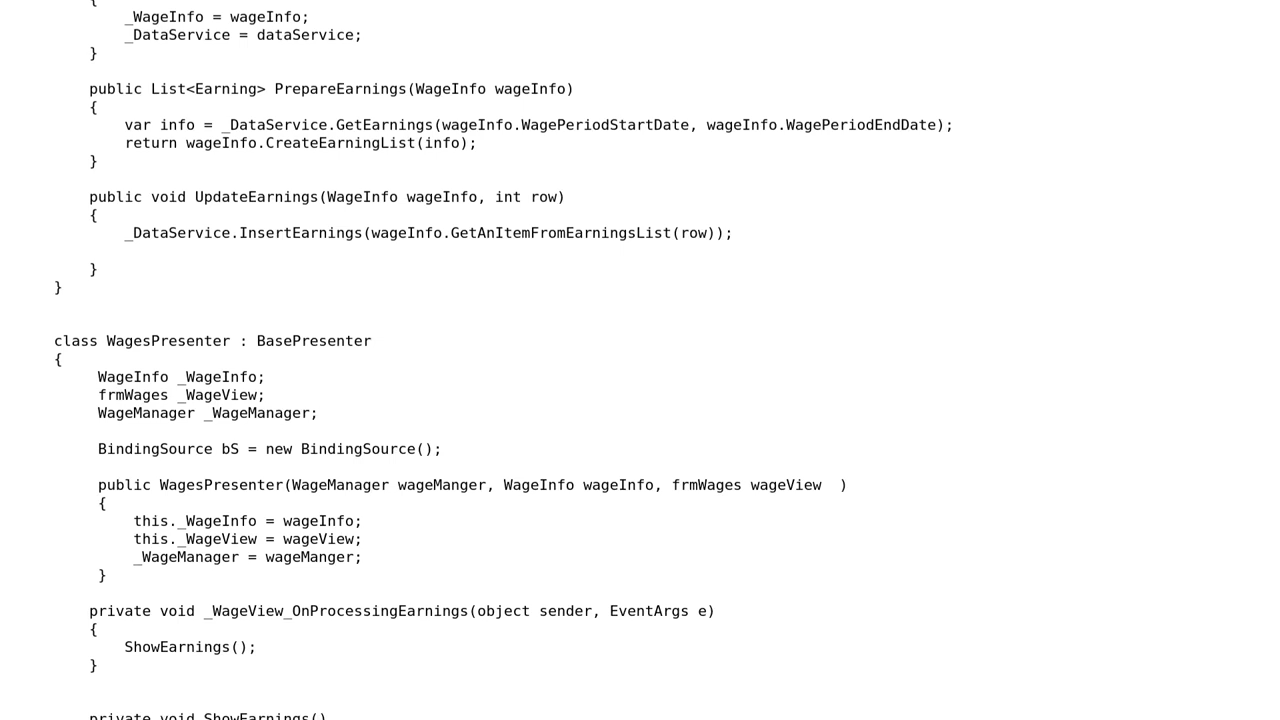 {
_WageInfo = wageInfo;
_DataService = dataService;
}
public List<Earning> PrepareEarnings(WageInfo wageInfo)
{
var info = _DataService.GetEarnings(wageInfo.WagePeriodStartDate, wageInfo.WagePeriodEndDate);
return wageInfo.CreateEarningList(info);
}
public void UpdateEarnings(WageInfo wageInfo, int row)
{
_DataService.InsertEarnings(wageInfo.GetAnItemFromEarningsList(row));
}
}
class WagesPresenter : BasePresenter
{
WageInfo _WageInfo;
frmWages _WageView;
WageManager _WageManager;
BindingSource bS = new BindingSource();
public WagesPresenter(WageManager wageManger, WageInfo wageInfo, frmWages wageView  )
{
this._WageInfo = wageInfo;
this._WageView = wageView;
_WageManager = wageManger;
}
private void _WageView_OnProcessingEarnings(object sender, EventArgs e)
{
ShowEarnings();
}
private void ShowEarnings()